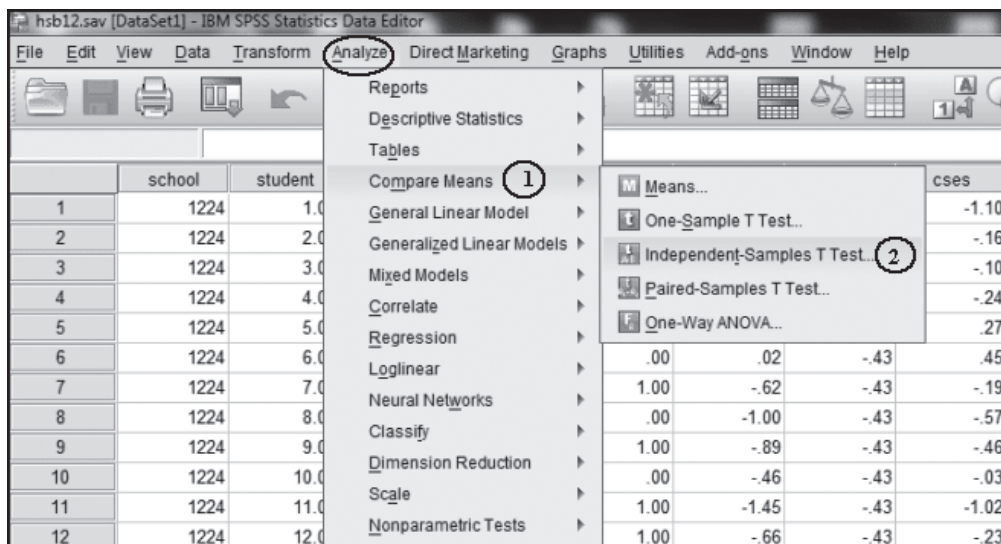 hsb12.sav [DataSet1] - IBM SPSS Statistics Data Editor
File Edit View Data Transform Analyze Direct Marketing Graphs Utilities Add-ons Window Help
Reports
Descriptive Statistics
Tables
Compare Means 1
General Linear Model
Generalized Linear Models
Mixed Models
Correlate
Regression
Loglinear
Neural Networks
Classify
Dimension Reduction
Scale
Nonparametric Tests
M Means...
One-Sample T Test...
Independent-Samples T Test... 2
Paired-Samples T Test...
One-Way ANOVA...
school student cses
1 1224 1.0 -1.10
2 1224 2.0 -.16
3 1224 3.0 -.10
4 1224 4.0 -.24
5 1224 5.0 .27
6 1224 6.0 .00 .02 -.43 .45
7 1224 7.0 1.00 -.62 -.43 -.19
8 1224 8.0 .00 -1.00 -.43 -.57
9 1224 9.0 1.00 -.89 -.43 -.46
10 1224 10.0 .00 -.46 -.43 -.03
11 1224 11.0 1.00 -1.45 -.43 -1.02
12 1224 12.0 1.00 -.66 -.43 -.23